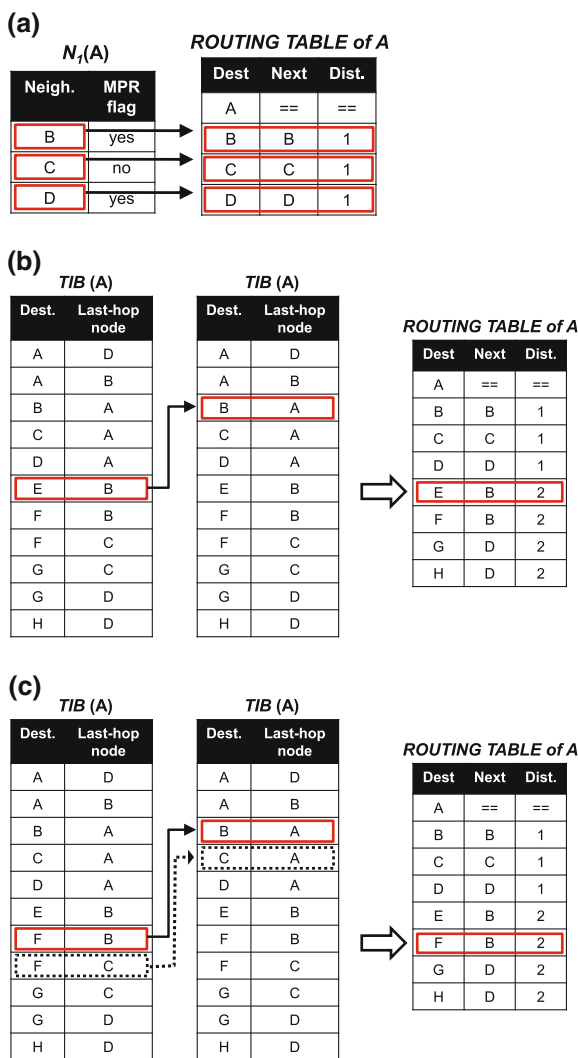 (a)
N1(A)
ROUTING TABLE of A
Neigh. MPR flag
B yes
C no
D yes
Dest Next Dist.
A == ==
B B 1
C C 1
D D 1
(b)
TIB (A)
Dest. Last-hop node
A D
A B
B A
C A
D A
E B
F B
F C
G C
G D
H D
TIB (A)
Dest. Last-hop node
A D
A B
B A
C A
D A
E B
F B
F C
G C
G D
H D
ROUTING TABLE of A
Dest Next Dist.
A == ==
B B 1
C C 1
D D 1
E B 2
F B 2
G D 2
H D 2
(c)
TIB (A)
Dest. Last-hop node
A D
A B
B A
C A
D A
E B
F B
F C
G C
G D
H D
TIB (A)
Dest. Last-hop node
A D
A B
B A
C A
D A
E B
F B
F C
G C
G D
H D
ROUTING TABLE of A
Dest Next Dist.
A == ==
B B 1
C C 1
D D 1
E B 2
F B 2
G D 2
H D 2